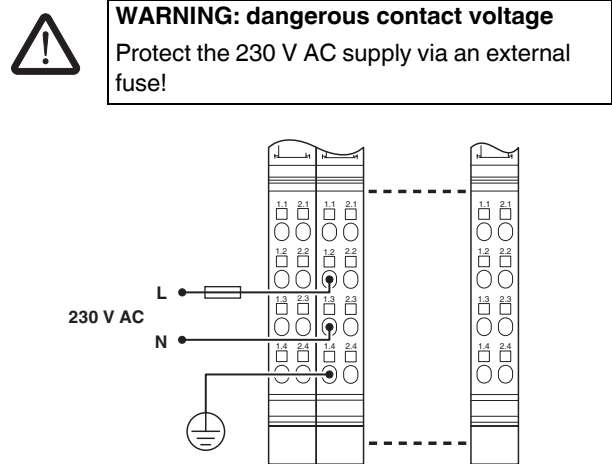 WARNING: dangerous contact voltage
Protect the 230 V AC supply via an external
fuse!
1.1 2.1 1.1 2.1 1.1 2.1
1.2 2.2 1.2 2.2 1.2 2.2
L
1.3 2.3 1.3 2.3 1.3 2.3
230 V AC
N
1.4 2.4 1.4 2.4 1.4 2.4